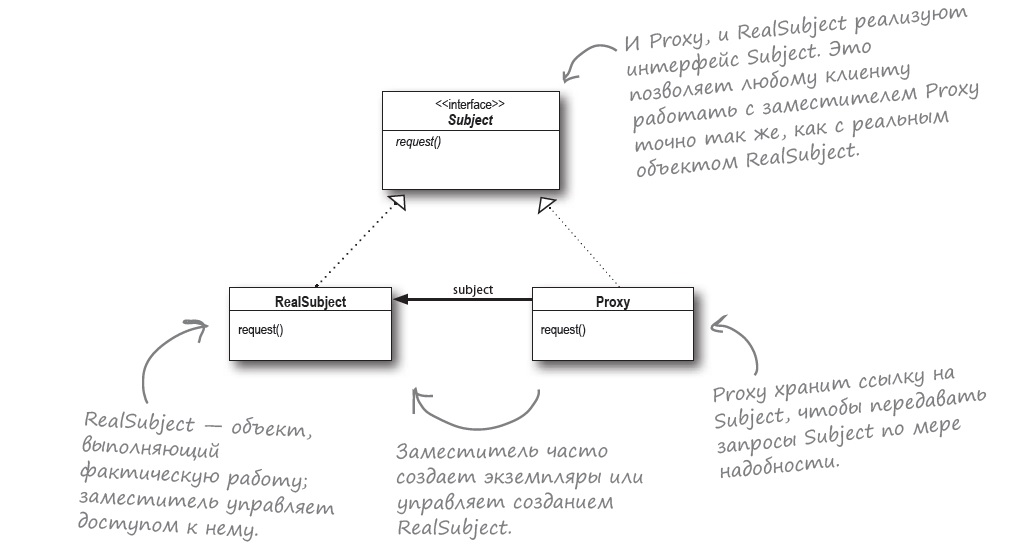 И Proxy, и RealSubject реализуют
интерфейс Subject. Это
позволяет любому клиенту
работать с заместителем Proxy
точно так же, как с реальным
объектом RealSubject.
<<interface>>
Subject
request()
subject
RealSubject
request()
Proxy
request()
RealSubject — объект,
выполняющий
фактическую работу;
заместитель управляет
доступом к нему.
Заместитель часто
создает экземпляры или
управляет созданием
RealSubject.
Proxy хранит ссылку на
Subject, чтобы передавать
запросы Subject по мере
надобности.